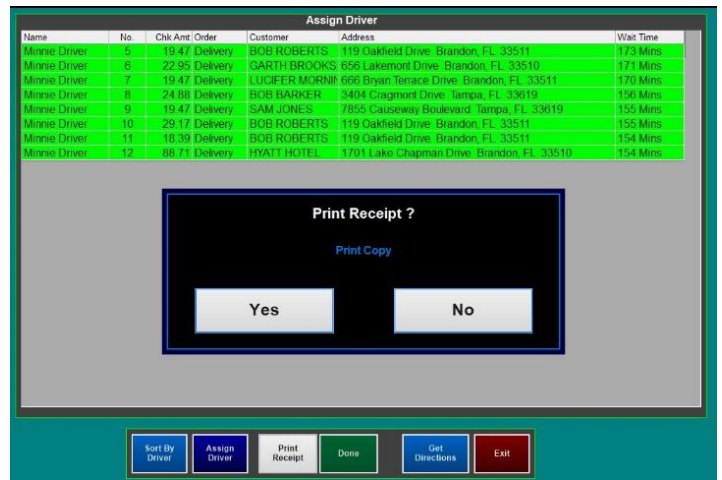 Assign Driver
Name No. Chk Amt Order Customer Address Wait Time
Minnie Driver 5 19.47 Delivery BOB ROBERTS 119 Oakfield Drive Brandon, FL 33511 173 Mins
Minnie Driver 6 22.95 Delivery GARTH BROOKS 656 Lakemont Drive Brandon, FL 33510 171 Mins
Minnie Driver 7 19.47 Delivery LUCIFER MORNIN 666 Bryan Terrace Drive Brandon, FL 33511 170 Mins
Minnie Driver 8 24.88 Delivery BOB BARKER 3404 Cragmont Drive Tampa, FL 33619 156 Mins
Minnie Driver 9 19.47 Delivery SAM JONES 7855 Causeway Boulevard Tampa, FL 33619 155 Mins
Minnie Driver 10 29.17 Delivery BOB ROBERTS 119 Oakfield Drive Brandon, FL 33511 155 Mins
Minnie Driver 11 18.39 Delivery BOB ROBERTS 119 Oakfield Drive Brandon, FL 33511 154 Mins
Minnie Driver 12 88.71 Delivery HYATT HOTEL 1701 Lake Chapman Drive Brandon, FL 33510 154 Mins
Print Receipt ?
Print Copy
Yes No
Sort By Driver Assign Driver Print Receipt Done Get Directions Exit